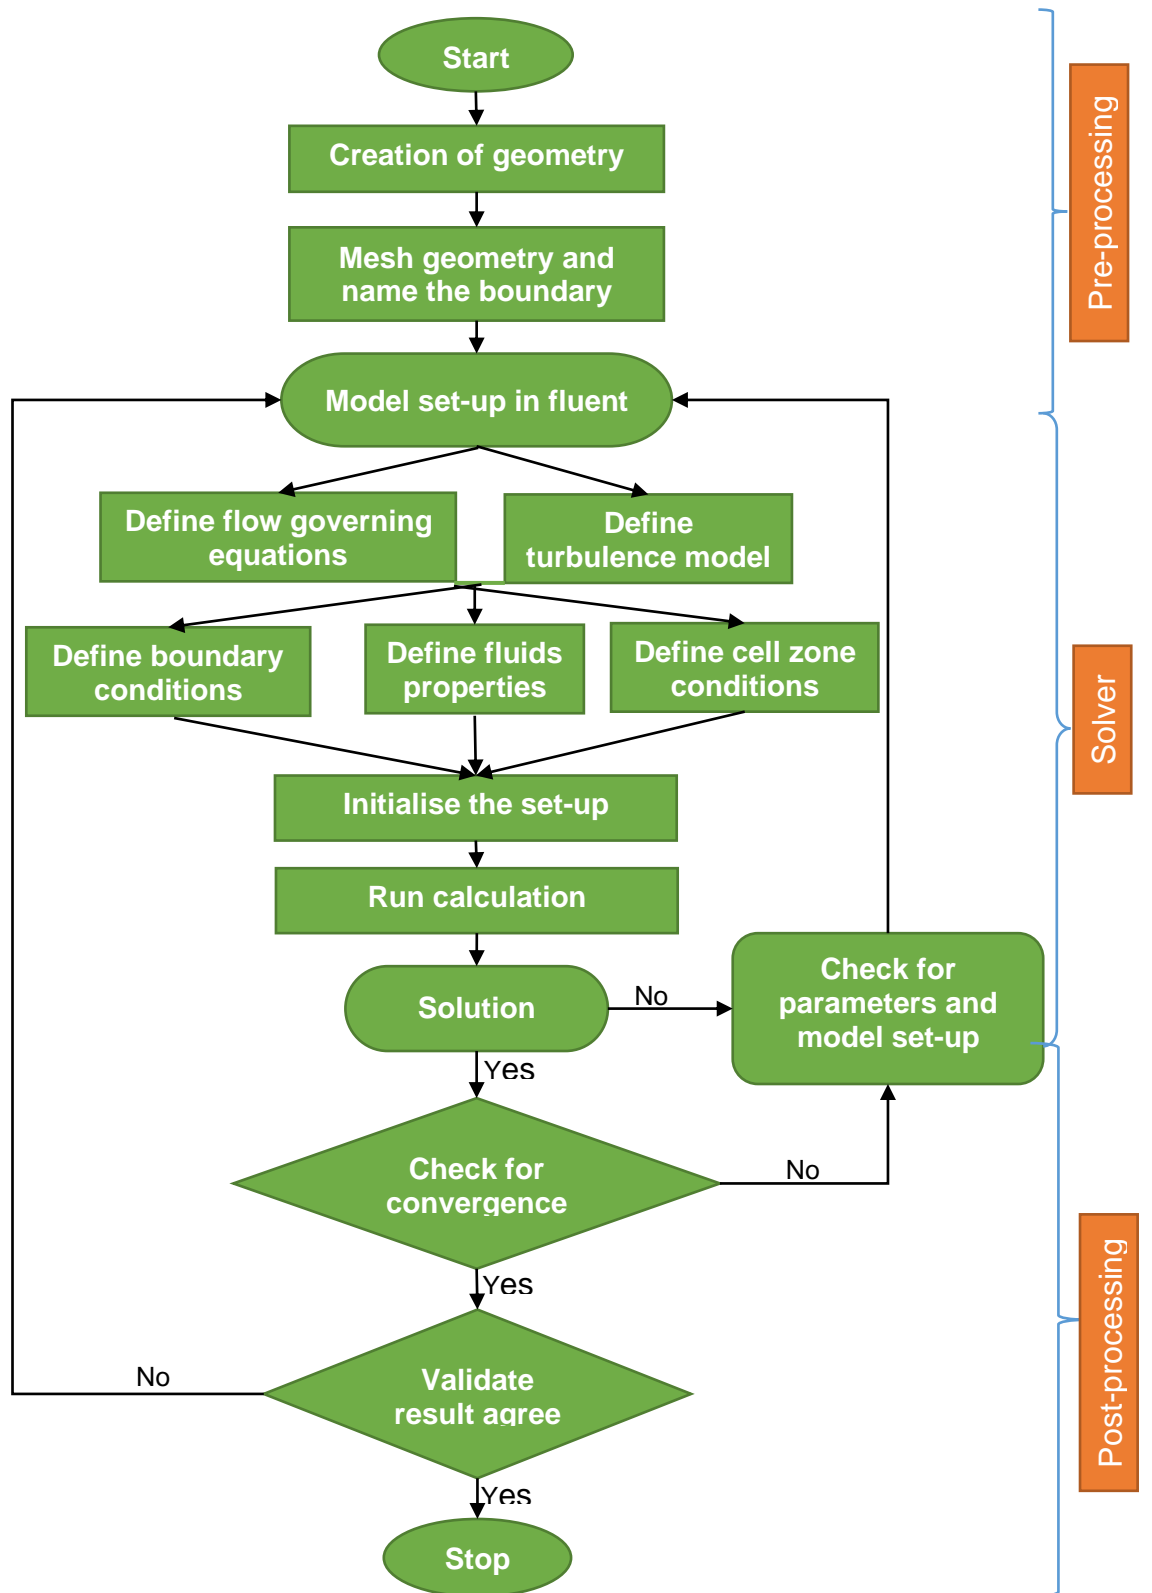 Start
Creation of geometry
Mesh geometry and
name the boundary
Model set-up in fluent
Define flow governing
equations
Define
turbulence model
Define boundary
conditions
Define fluids
properties
Define cell zone
conditions
Initialise the set-up
Run calculation
Solution
No
Check for
parameters and
model set-up
Yes
Check for
convergence
No
Yes
Validate
result agree
No
Yes
Stop
Pre-processing
Solver
Post-processing